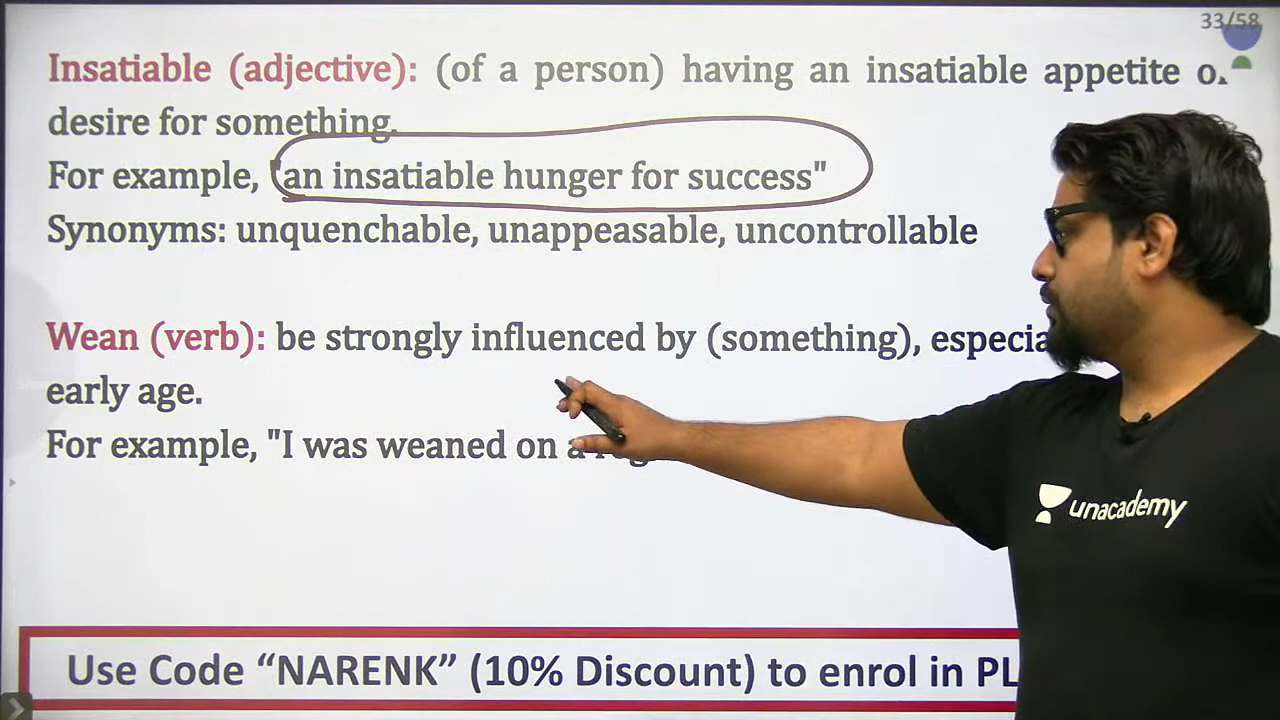 33/58
Insatiable (adjective): (of a person) having an insatiable appetite
desire for something.
For example, "an insatiable hunger for success"
Synonyms: unquenchable, unappeasable, uncontrollable
Wean (verb): be strongly influenced by (something),
early age.
For example, "I was weaned on a
unacademy
Use Code “NARENK” (10% Discount) to enrol in